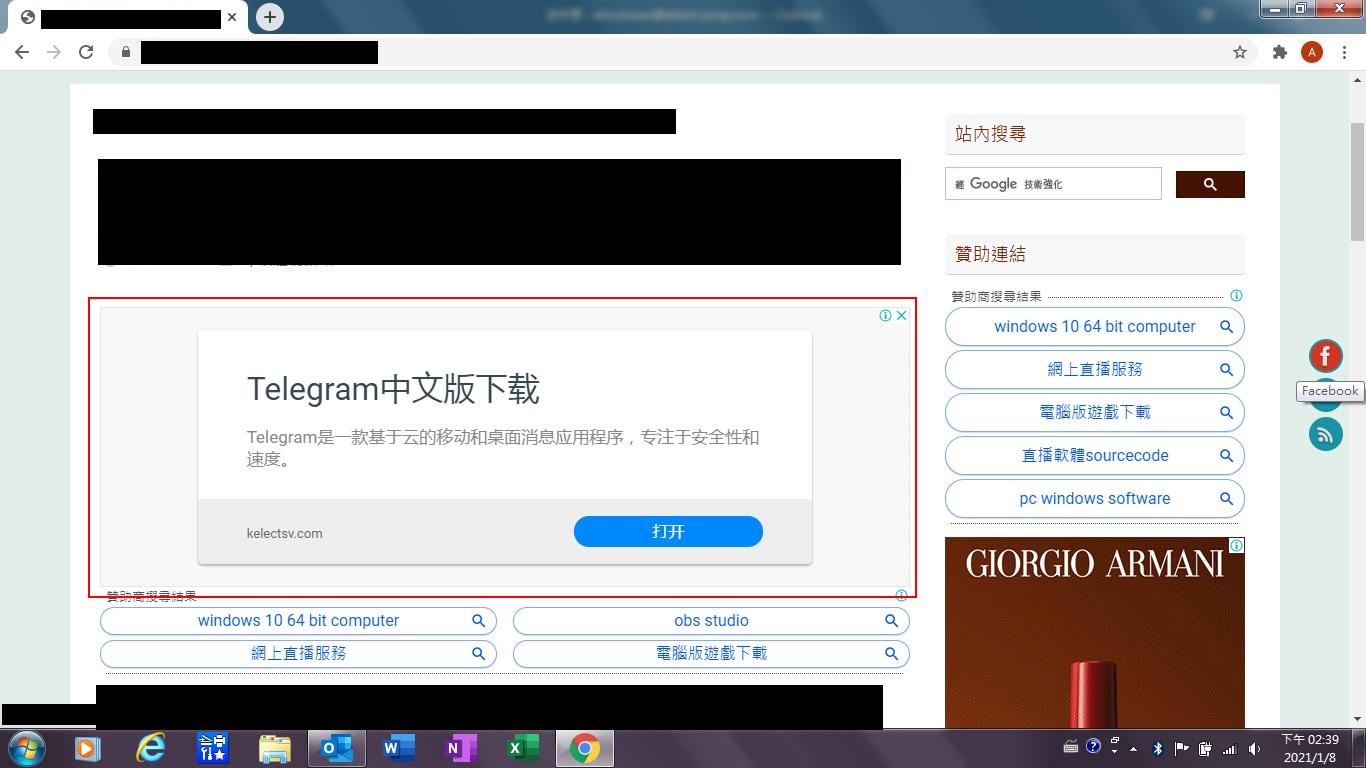 站內搜尋
經 Google 技術強化
贊助連結
贊助商搜尋結果
windows 10 64 bit computer
網上直播服務
電腦版遊戲下載
直播軟體sourcecode
pc windows software
Facebook
Telegram中文版下载
Telegram是一款基于云的移动和桌面消息应用程序，专注于安全性和
速度。
kelectsv.com
打开
贊助商搜尋結果
windows 10 64 bit computer
obs studio
網上直播服務
電腦版遊戲下載
GIORGIO ARMANI
下午 02:39
2021/1/8